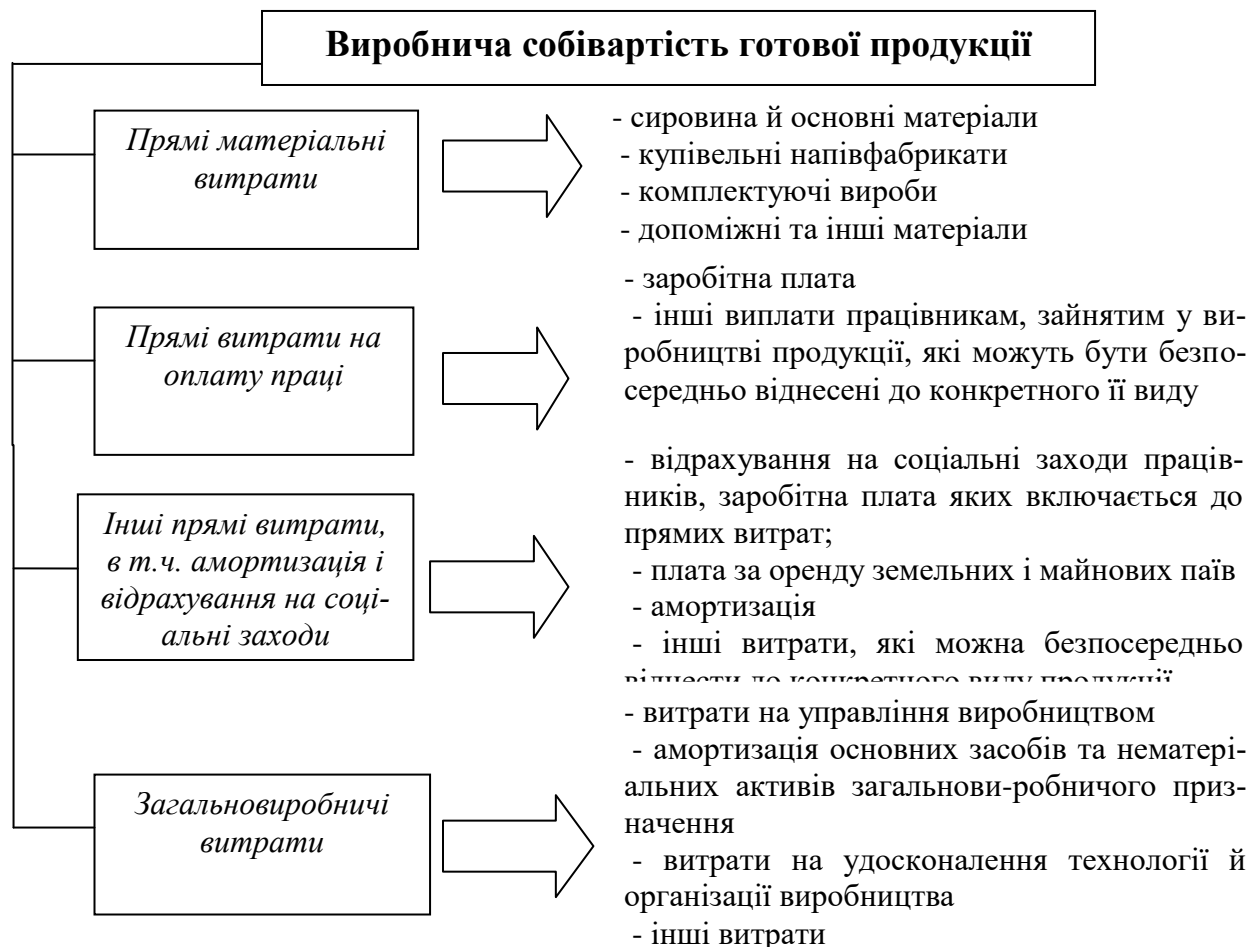 Виробнича собівартість готової продукції
Прямі матеріальні
витрати
- сировина й основні матеріали
- купівельні напівфабрикати
- комплектуючі вироби
- допоміжні та інші матеріали
Прямі витрати на
оплату праці
- заробітна плата
- інші виплати працівникам, зайнятим у ви-
робництві продукції, які можуть бути безпо-
середньо віднесені до конкретного її виду
Інші прямі витрати,
в т.ч. амортизація і
відрахування на соці-
альні заходи
- відрахування на соціальні заходи праців-
ників, заробітна плата яких включається до
прямих витрат;
- плата за оренду земельних і майнових паїв
- амортизація
- інші витрати, які можна безпосередньо
віднести до конкретного виду продукції
Загальновиробничі
витрати
- витрати на управління виробництвом
- амортизація основних засобів та нематері-
альних активів загальнови-робничого приз-
начення
- витрати на удосконалення технології й
організації виробництва
- інші витрати